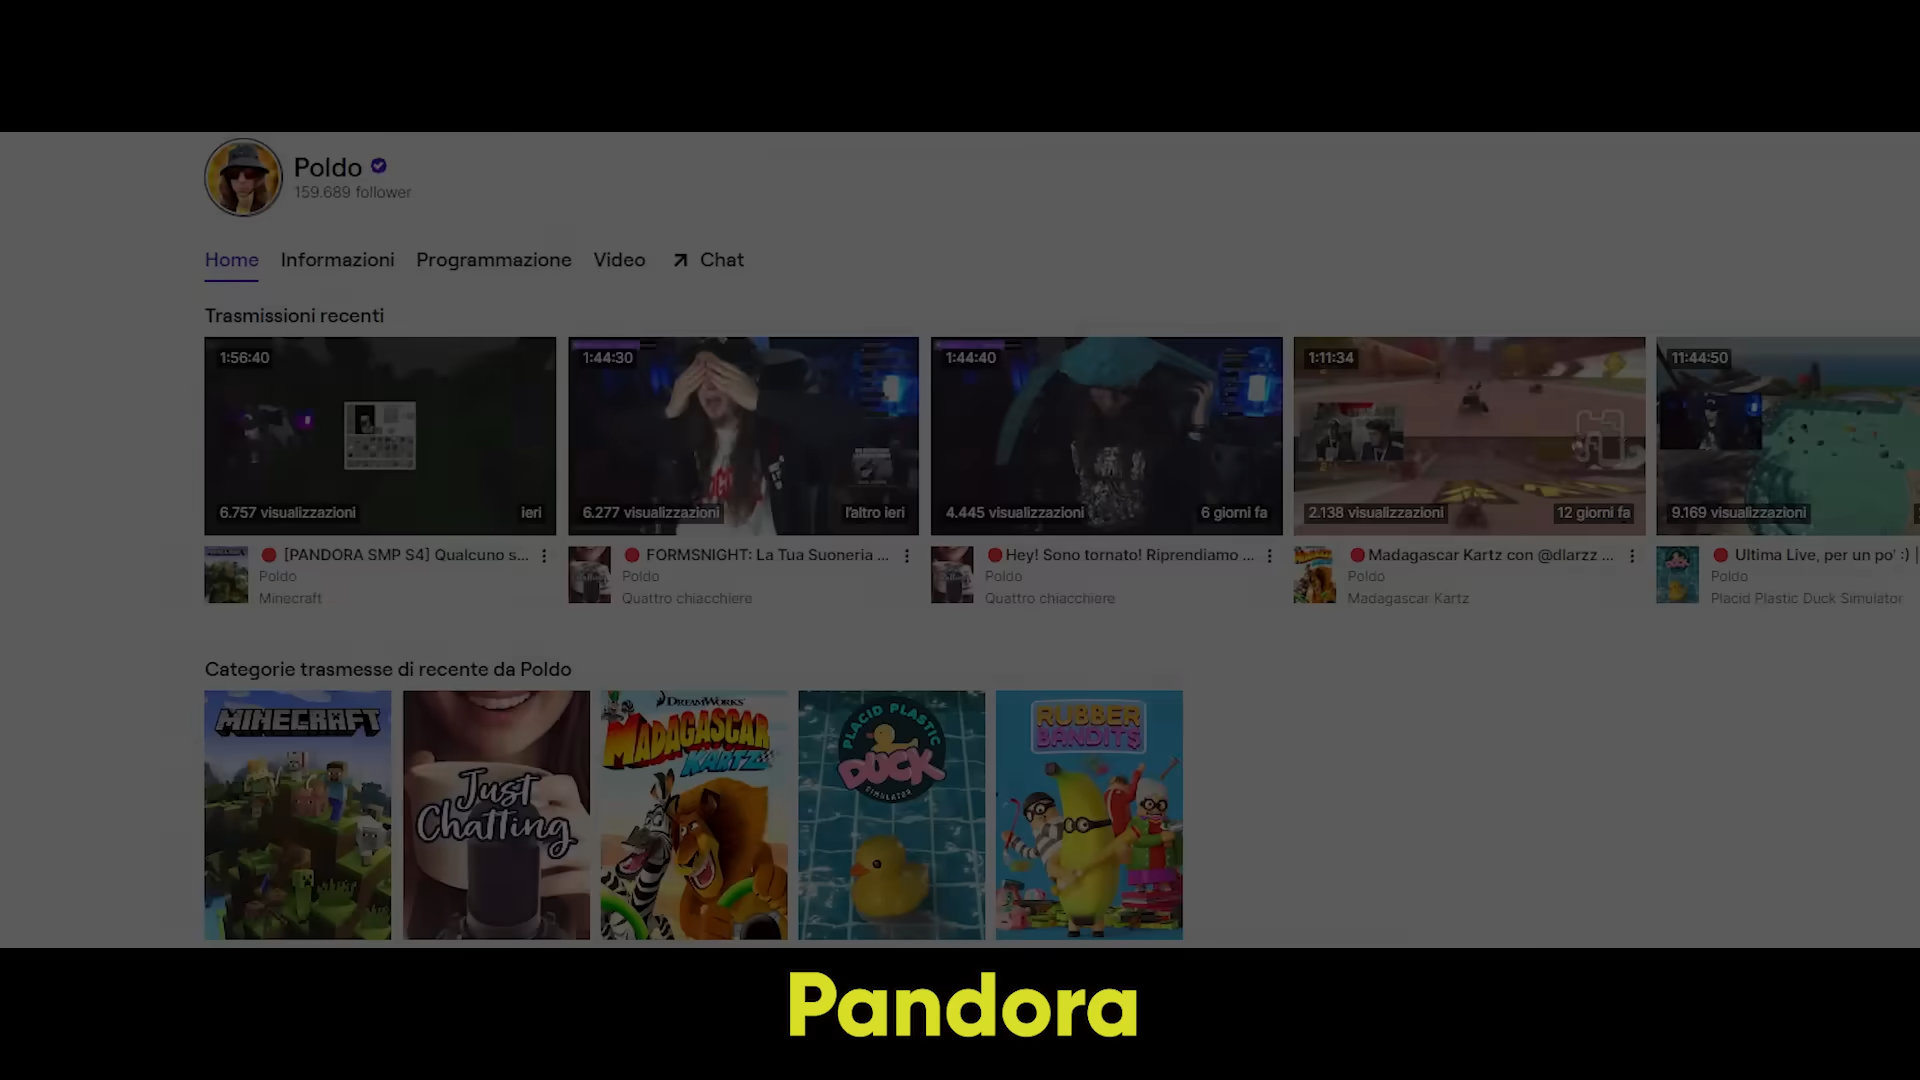 Poldo
159.689 follower
Home Informazioni Programmazione Video Chat
Trasmissioni recenti
1:56:40
6.757 visualizzazioni ieri
[PANDORA SMP S4] Qualcuno s...
Poldo
Minecraft
1:44:30
6.277 visualizzazioni l'altro ieri
FORMSNIGHT: La Tua Suoneria ...
Poldo
Quattro chiacchiere
1:44:40
4.445 visualizzazioni 6 giorni fa
Hey! Sono tornato! Riprendiamo ...
Poldo
Quattro chiacchiere
1:11:34
2.138 visualizzazioni 12 giorni fa
Madagascar Kartz con @dlarzz ...
Poldo
Madagascar Kartz
11:44:50
9.169 visualizzazioni
Ultima Live, per un po' :) |
Poldo
Placid Plastic Duck Simulator
Categorie trasmesse di recente da Poldo
MINECRAFT
Just
Chatting
DREAMWORKS
MADAGASCAR
KARTZ
PLACID PLASTIC
DUCK
SIMULATOR
RUBBER
BANDITS
Pandora